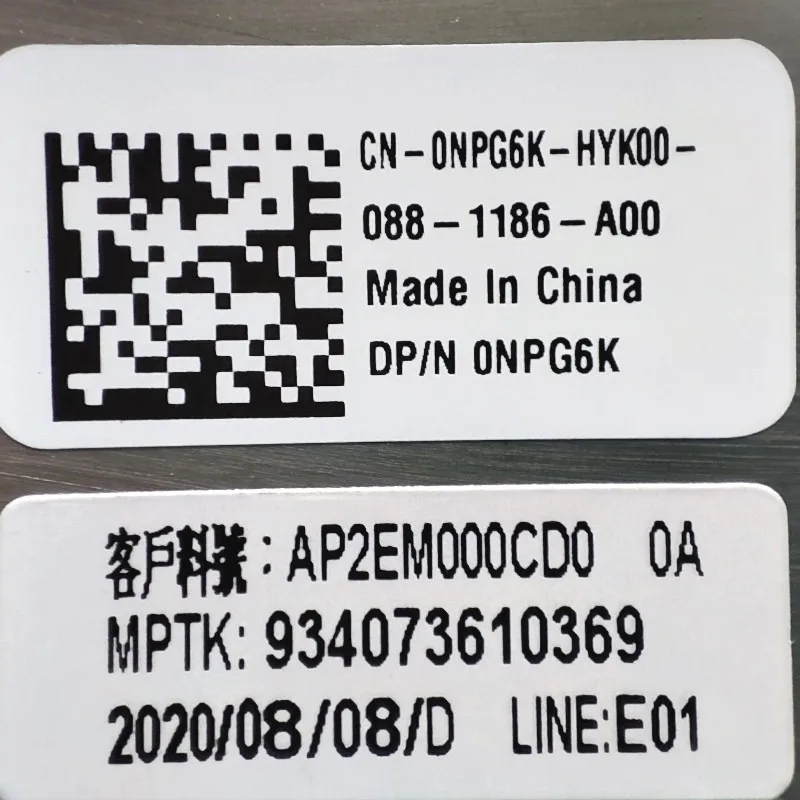 CN-0NPG6K-HYK00-
088-1186-A00
Made In China
DP/N 0NPG6K
客戶料號:AP2EM000CD0 0A
MPTK: 934073610369
2020/08/08/D LINE:E01